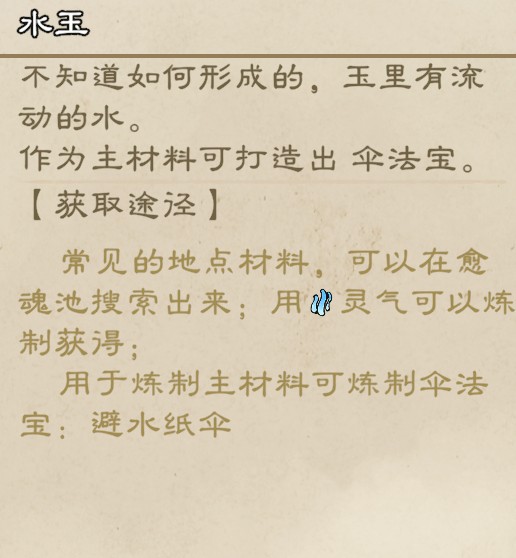 水玉
不知道如何形成的，玉里有流
动的水。
作为主材料可打造出 伞法宝。
【获取途径】
常见的地点材料，可以在愈
魂池搜索出来；用灵气可以炼
制获得；
用于炼制主材料可炼制伞法
宝：避水纸伞